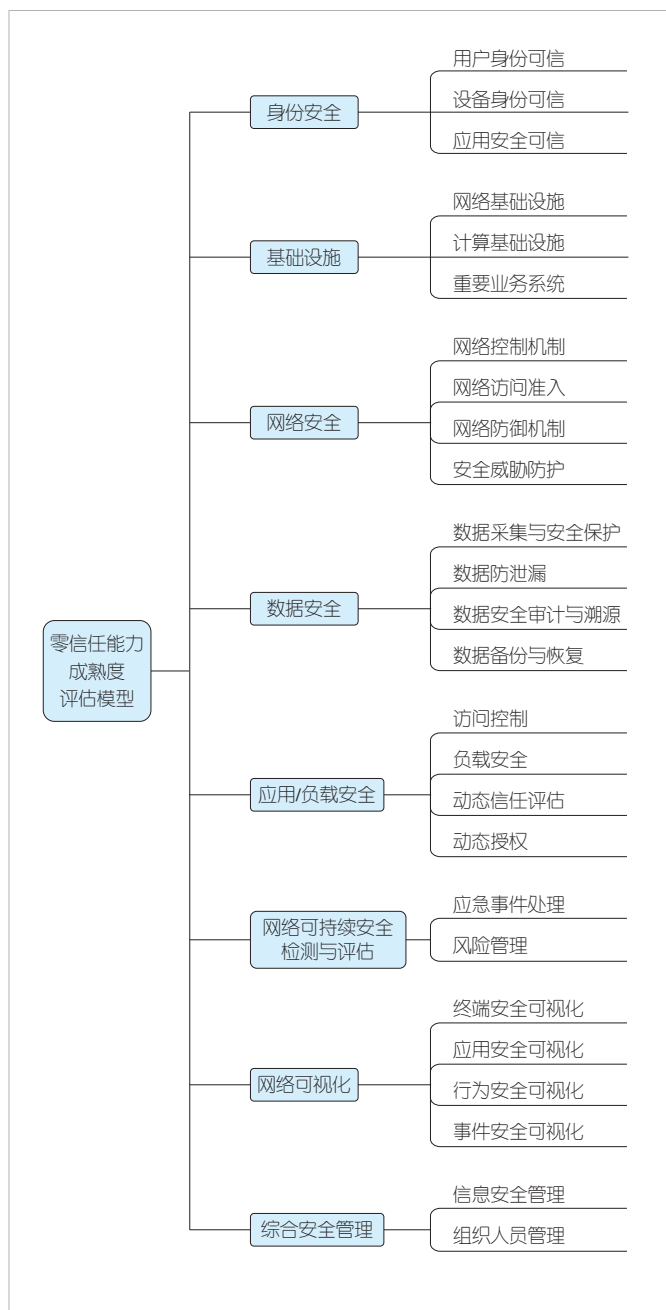 零信任能力
成熟度
评估模型
身份安全
用户身份可信
设备身份可信
应用安全可信
基础设施
网络基础设施
计算基础设施
重要业务系统
网络安全
网络控制机制
网络访问准入
网络防御机制
安全威胁防护
数据安全
数据采集与安全保护
数据防泄漏
数据安全审计与溯源
数据备份与恢复
应用/负载安全
访问控制
负载安全
动态信任评估
动态授权
网络可持续安全
检测与评估
应急事件处理
风险管理
网络可视化
终端安全可视化
应用安全可视化
行为安全可视化
事件安全可视化
综合安全管理
信息安全管理
组织人员管理